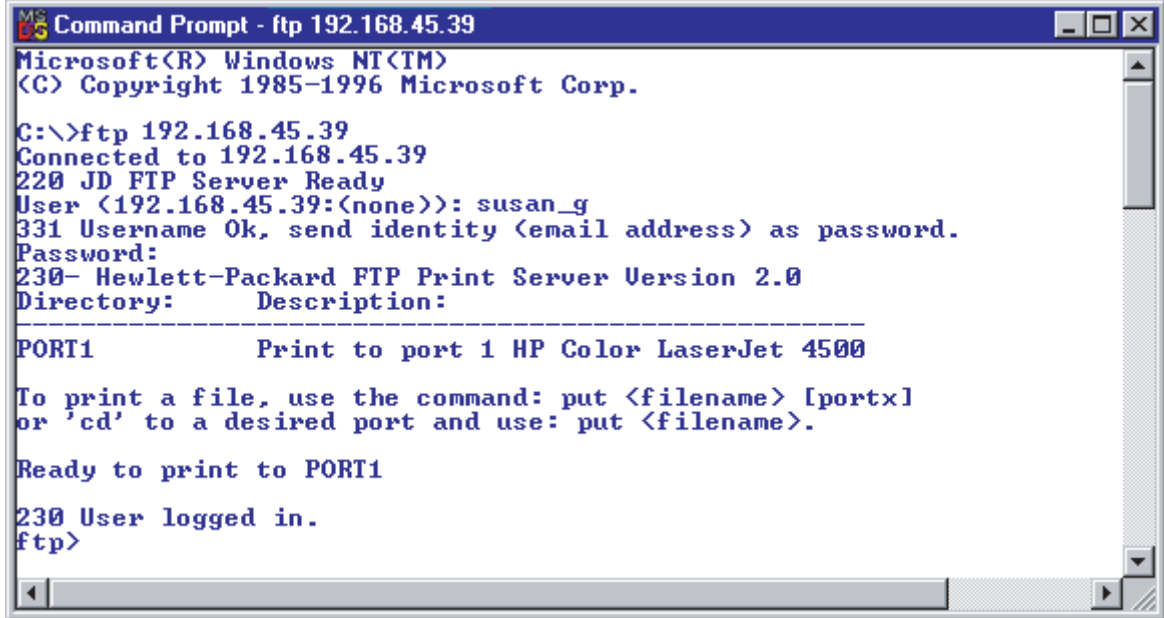 Command Prompt - ftp 192.168.45.39
Microsoft(R) Windows NT(TM)
(C) Copyright 1985-1996 Microsoft Corp.
C:\>ftp 192.168.45.39
Connected to 192.168.45.39
220 JD FTP Server Ready
User (192.168.45.39:(none)): susan_g
331 Username Ok, send identity (email address) as password.
Password:
230- Hewlett-Packard FTP Print Server Version 2.0
Directory:     Description:
----------------------------------------------------
PORT1          Print to port 1 HP Color LaserJet 4500
To print a file, use the command: put <filename> [portx]
or 'cd' to a desired port and use: put <filename>.
Ready to print to PORT1
230 User logged in.
ftp>